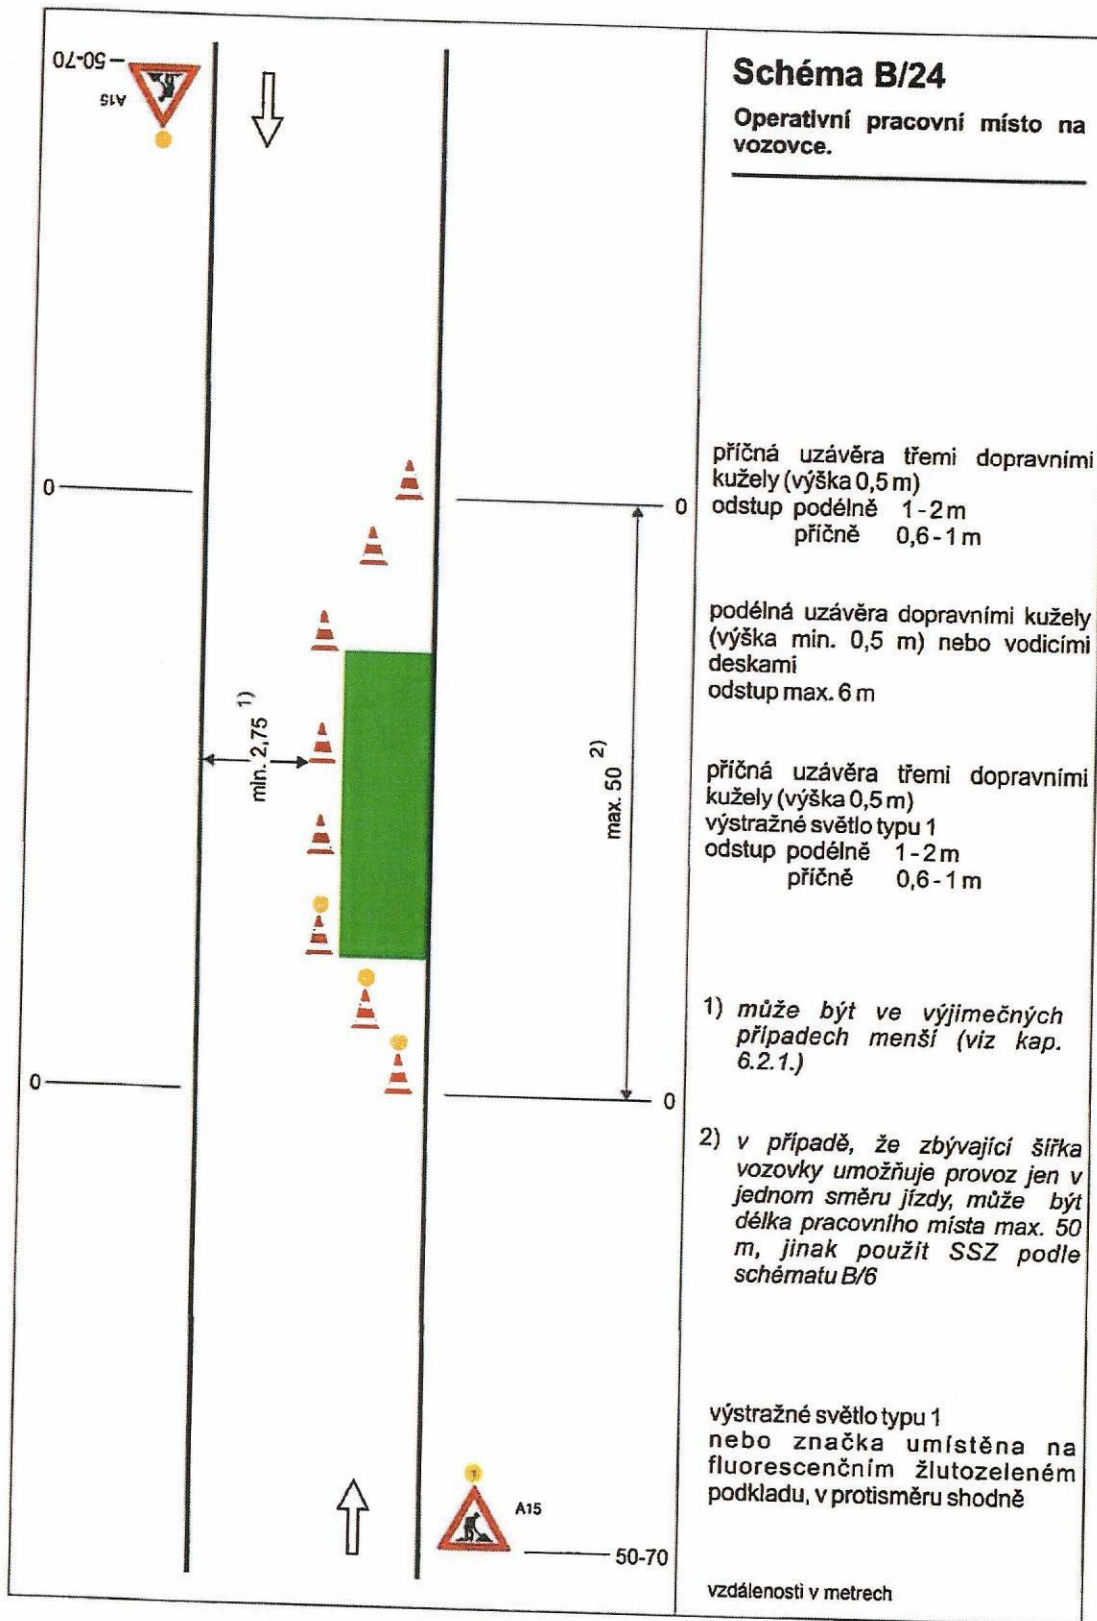 50-70
A15
0
0
min. 2,75 1)
max. 50 2)
0
0
A15
50-70
Schéma B/24
Operativní pracovní místo na
vozovce.
příčná uzávěra třemi dopravními
kužely (výška 0,5 m)
odstup podélně 1-2 m
příčně 0,6-1 m
podélná uzávěra dopravními kužely
(výška min. 0,5 m) nebo vodicími
deskami
odstup max. 6 m
příčná uzávěra třemi dopravními
kužely (výška 0,5 m)
výstražné světlo typu 1
odstup podélně 1-2 m
příčně 0,6-1 m
1) může být ve výjimečných
případech menší (viz kap.
6.2.1.)
2) v případě, že zbývající šířka
vozovky umožňuje provoz jen v
jednom směru jízdy, může být
délka pracovního místa max. 50
m, jinak použít SSZ podle
schématu B/6
výstražné světlo typu 1
nebo značka umístěna na
fluorescenčním žlutozeleném
podkladu, v protisměru shodně
vzdálenosti v metrech